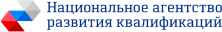 Национальное агентство
развития квалификаций